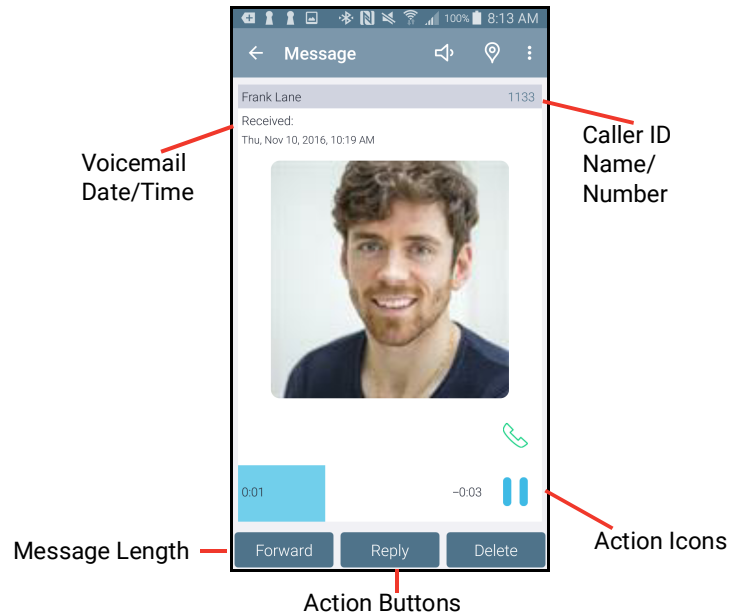 100% 8:13 AM
Message
Frank Lane 1133
Received:
Thu, Nov 10, 2016, 10:19 AM
Voicemail
Date/Time
Caller ID
Name/
Number
0:01 –0:03
Message Length
Forward Reply Delete
Action Icons
Action Buttons